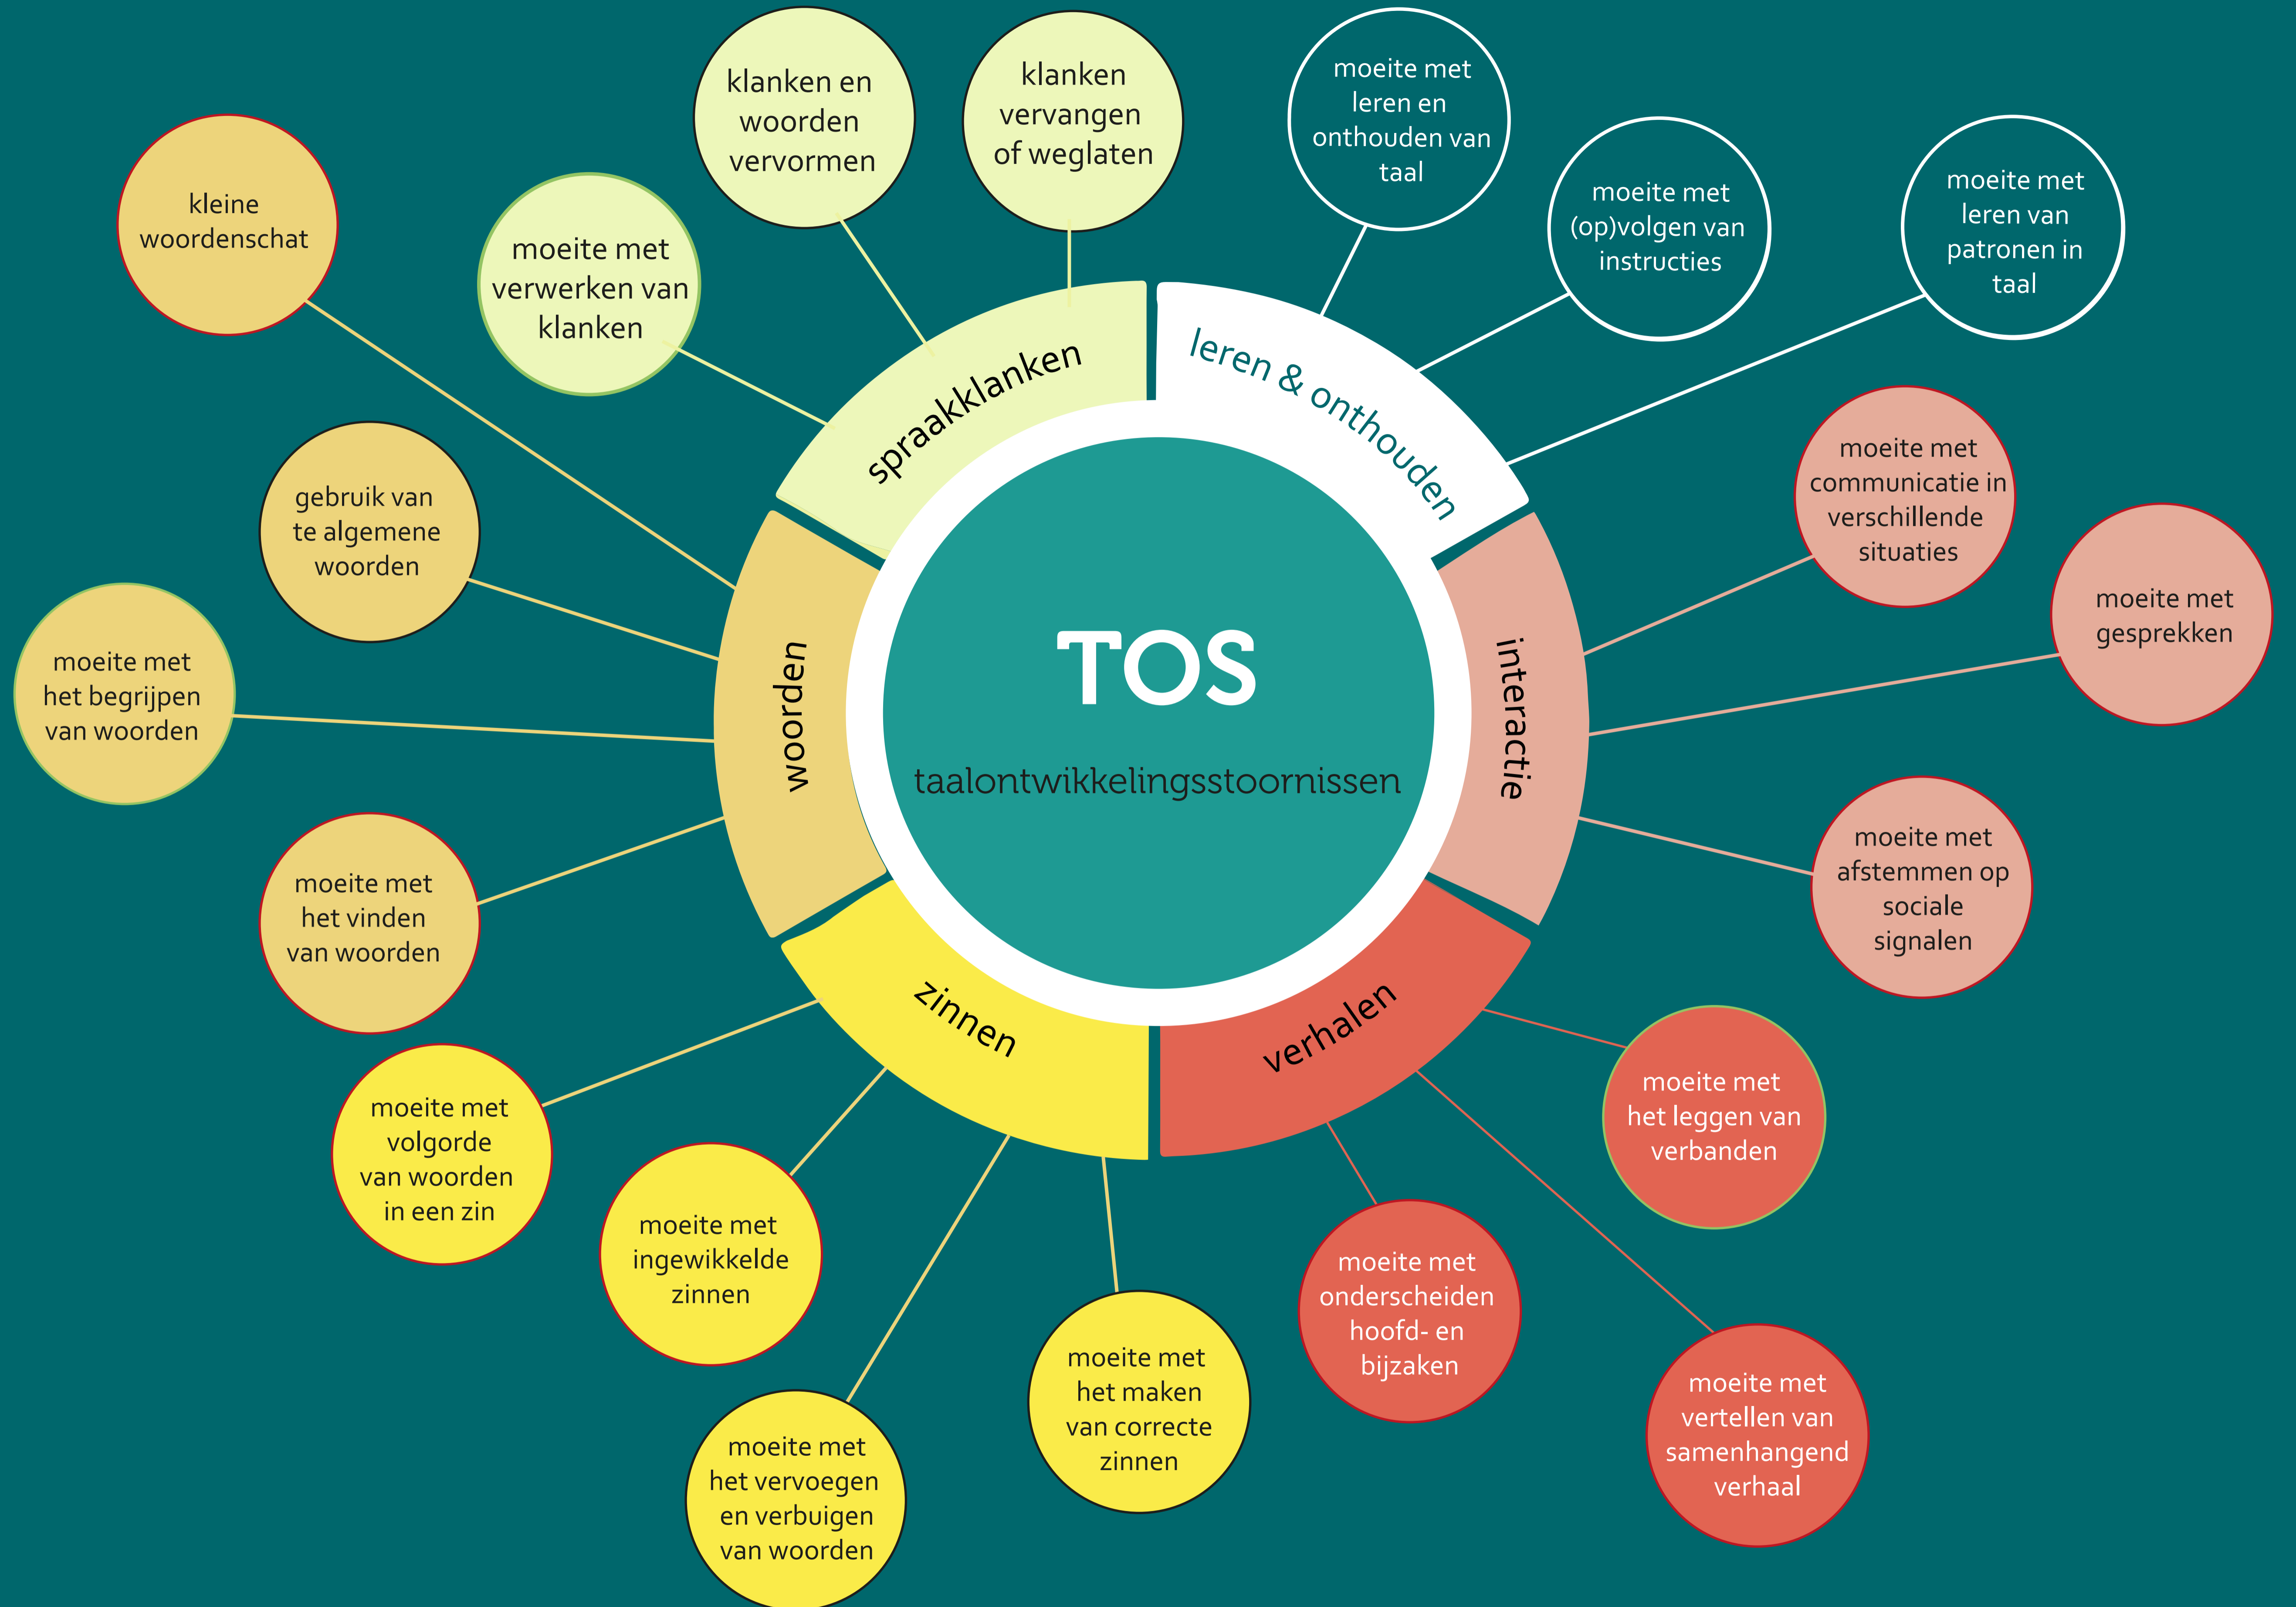 TOS
taalontwikkelingsstoornissen
spraakklanken
moeite met
verwerken van
klanken
klanken en
woorden
vervormen
klanken
vervangen
of weglaten
leren & onthouden
moeite met
leren en
onthouden van
taal
moeite met
(op)volgen van
instructies
moeite met
leren van
patronen in
taal
interactie
moeite met
communicatie in
verschillende
situaties
moeite met
gesprekken
moeite met
afstemmen op
sociale
signalen
verhalen
moeite met
het leggen van
verbanden
moeite met
vertellen van
samenhangend
verhaal
moeite met
onderscheiden
hoofd- en
bijzaken
zinnen
moeite met
het maken
van correcte
zinnen
moeite met
het vervoegen
en verbuigen
van woorden
moeite met
ingewikkelde
zinnen
moeite met
volgorde
van woorden
in een zin
woorden
moeite met
het vinden
van woorden
moeite met
het begrijpen
van woorden
gebruik van
te algemene
woorden
kleine
woordenschat